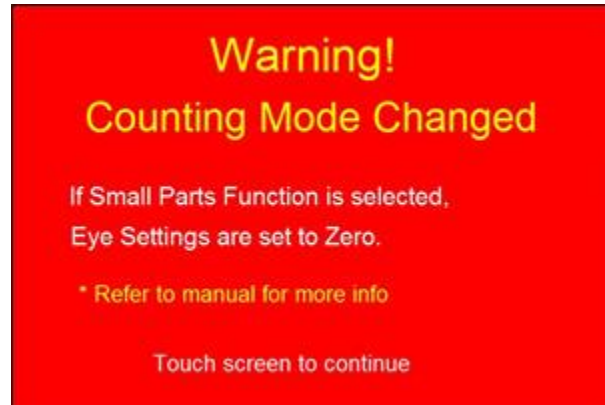 Warning!
Counting Mode Changed
If Small Parts Function is selected,
Eye Settings are set to Zero.
* Refer to manual for more info
Touch screen to continue